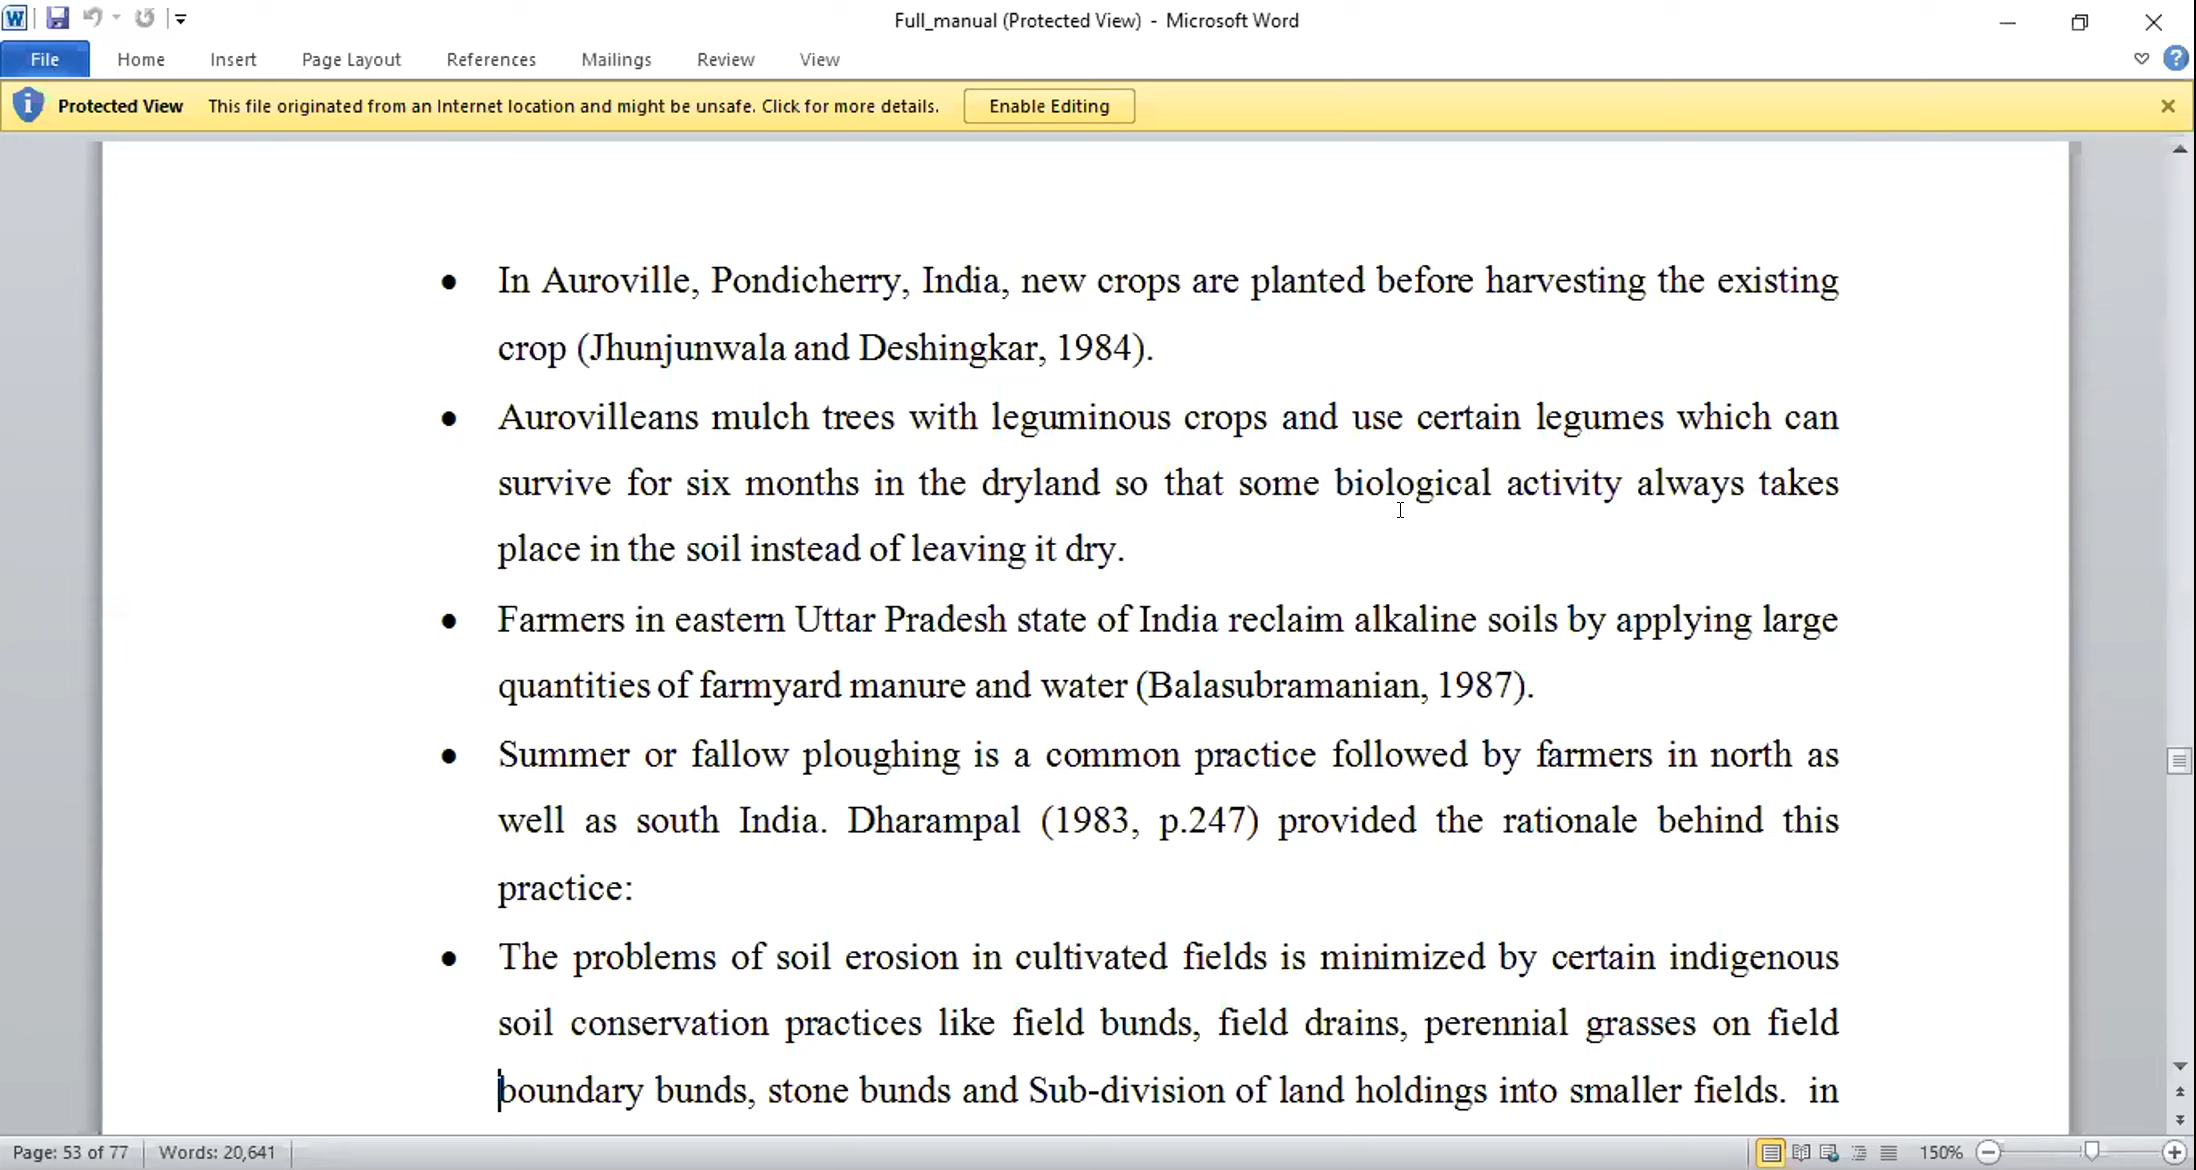 Full_manual (Protected View) - Microsoft Word
File Home Insert Page Layout References Mailings Review View
Protected View This file originated from an Internet location and might be unsafe. Click for more details. Enable Editing
• In Auroville, Pondicherry, India, new crops are planted before harvesting the existing
crop (Jhunjunwala and Deshingkar, 1984).
• Aurovilleans mulch trees with leguminous crops and use certain legumes which can
survive for six months in the dryland so that some biological activity always takes
place in the soil instead of leaving it dry.
• Farmers in eastern Uttar Pradesh state of India reclaim alkaline soils by applying large
quantities of farmyard manure and water (Balasubramanian, 1987).
• Summer or fallow ploughing is a common practice followed by farmers in north as
well as south India. Dharampal (1983, p.247) provided the rationale behind this
practice:
• The problems of soil erosion in cultivated fields is minimized by certain indigenous
soil conservation practices like field bunds, field drains, perennial grasses on field
boundary bunds, stone bunds and Sub-division of land holdings into smaller fields.  in
Page: 53 of 77 Words: 20,641 150%